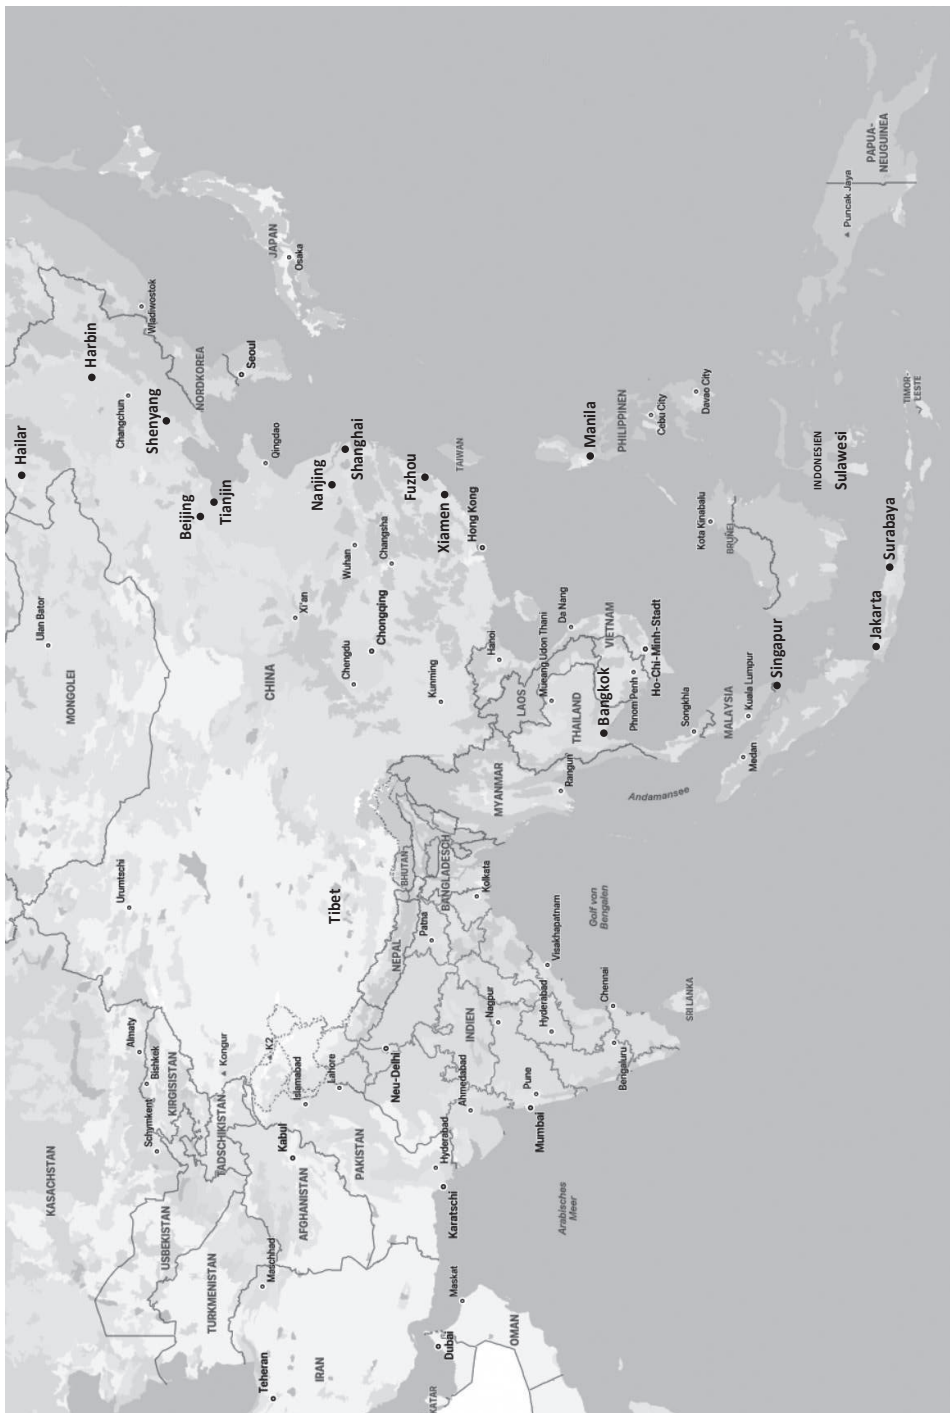 KASACHSTAN
MONGOLEI
Ulan Bator
Hailar
Harbin
Changchun
Wladiwostok
Shenyang
NORDKOREA
Seoul
JAPAN
Osaka
Almaty
Bishkek
Schymkent
KIRGISISTAN
Urumtschi
USBEKISTAN
TADSCHIKISTAN
Kongur
TURKMENISTAN
Maschhad
Teheran
IRAN
AFGHANISTAN
Kabul
Islamabad
K2
Lahore
PAKISTAN
CHINA
Beijing
Tianjin
Qingdao
Xi'an
Nanjing
Shanghai
Wuhan
Chengdu
Chongqing
Changsha
Fuzhou
Xiamen
TAIWAN
Hong Kong
Kunming
Tibet
NEPAL
BHUTAN
BANGLADESCH
Neu-Delhi
Patna
Kolkata
INDIEN
Ahmedabad
Nagpur
Hyderabad
Karatschi
Mumbai
Pune
Hyderabad
Visakhapatnam
Bengaluru
Chennai
SRI LANKA
Golf von
Bengalen
Arabisches
Meer
Maskat
Dubai
OMAN
KATAR
MYANMAR
Rangun
Andamansee
LAOS
Hanoi
Mueang Udon Thani
Da Nang
THAILAND
VIETNAM
Bangkok
Phnom Penh
Ho-Chi-Minh-Stadt
Songkhla
MALAYSIA
Kuala Lumpur
Medan
Singapur
Manila
PHILIPPINEN
Cebu City
Davao City
Kota Kinabalu
BRUNEI
INDONESIEN
Sulawesi
Jakarta
Surabaya
TIMOR-
LESTE
Puncak Jaya
PAPUA-
NEUGUINEA